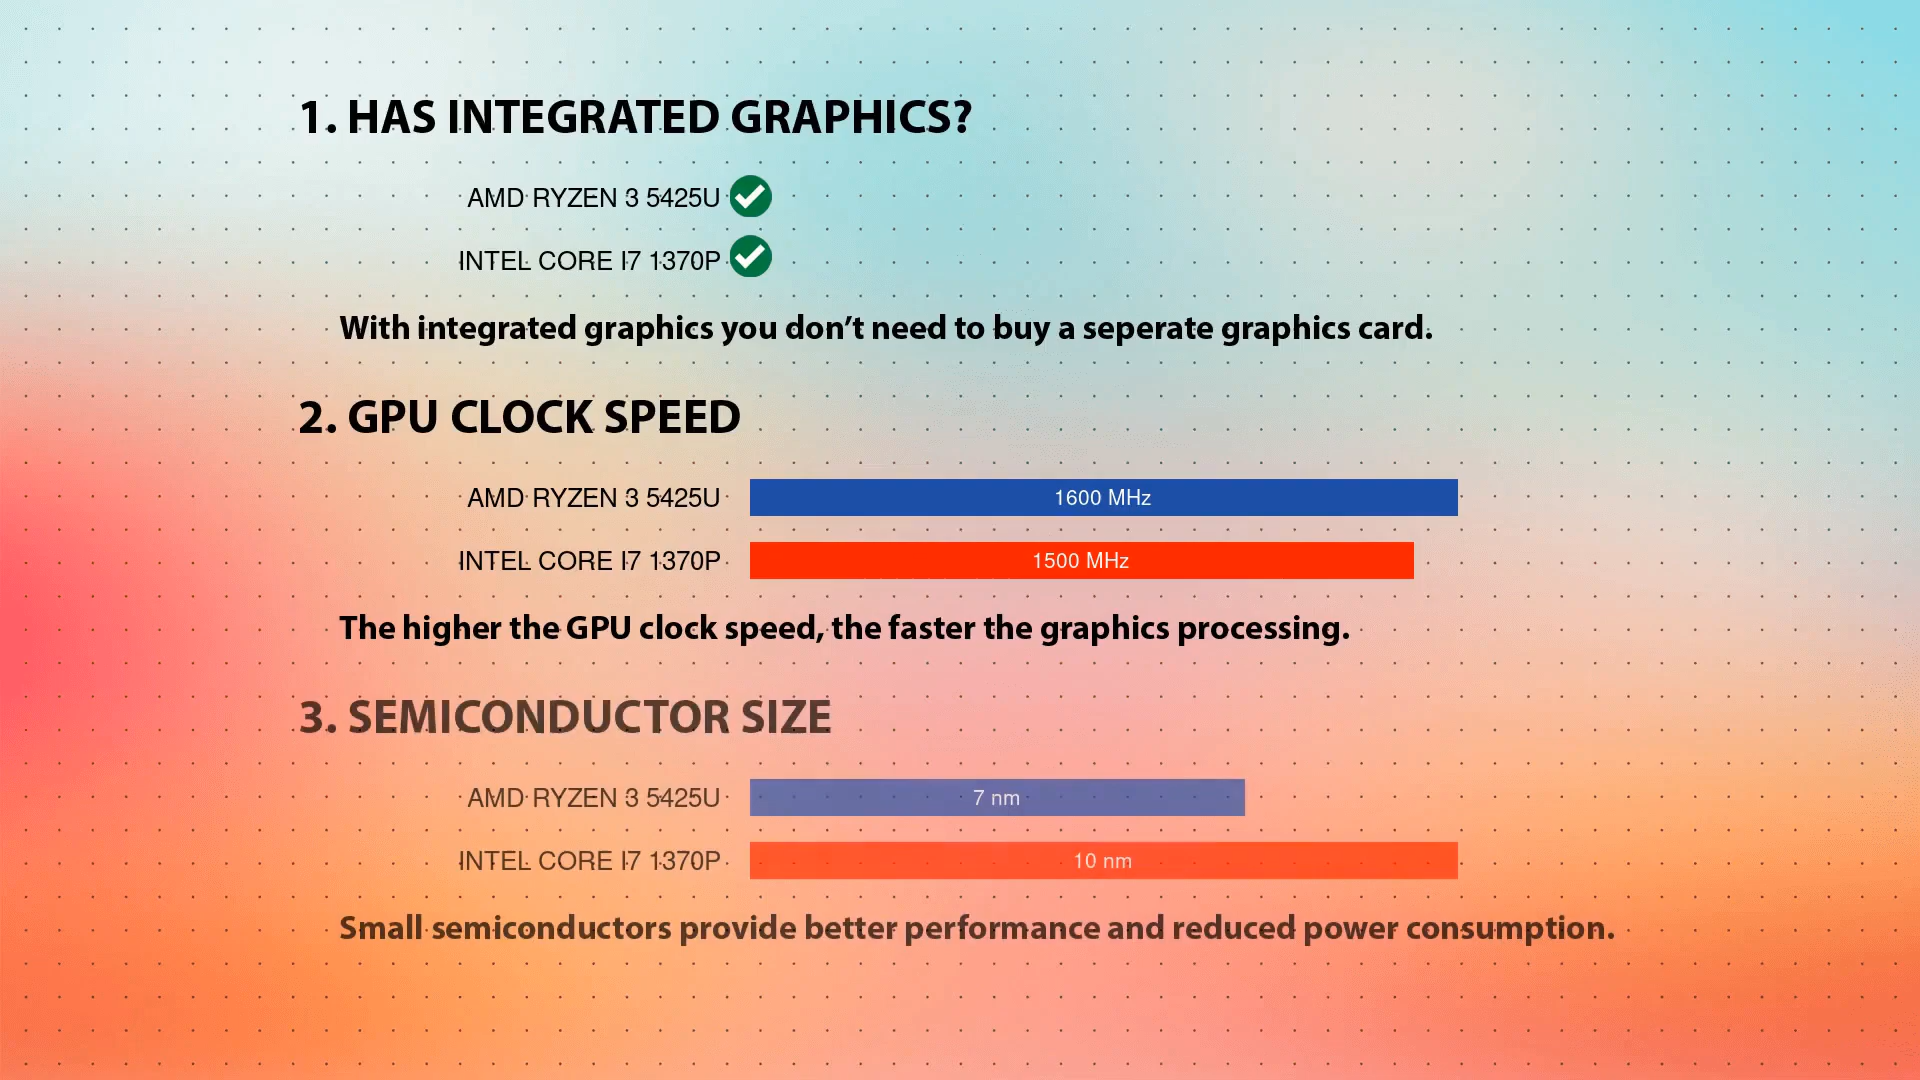 1. HAS INTEGRATED GRAPHICS?
AMD RYZEN 3 5425U
INTEL CORE I7 1370P
With integrated graphics you don’t need to buy a seperate graphics card.
2. GPU CLOCK SPEED
AMD RYZEN 3 5425U 1600 MHz
INTEL CORE I7 1370P 1500 MHz
The higher the GPU clock speed, the faster the graphics processing.
3. SEMICONDUCTOR SIZE
AMD RYZEN 3 5425U 7 nm
INTEL CORE I7 1370P 10 nm
Small semiconductors provide better performance and reduced power consumption.